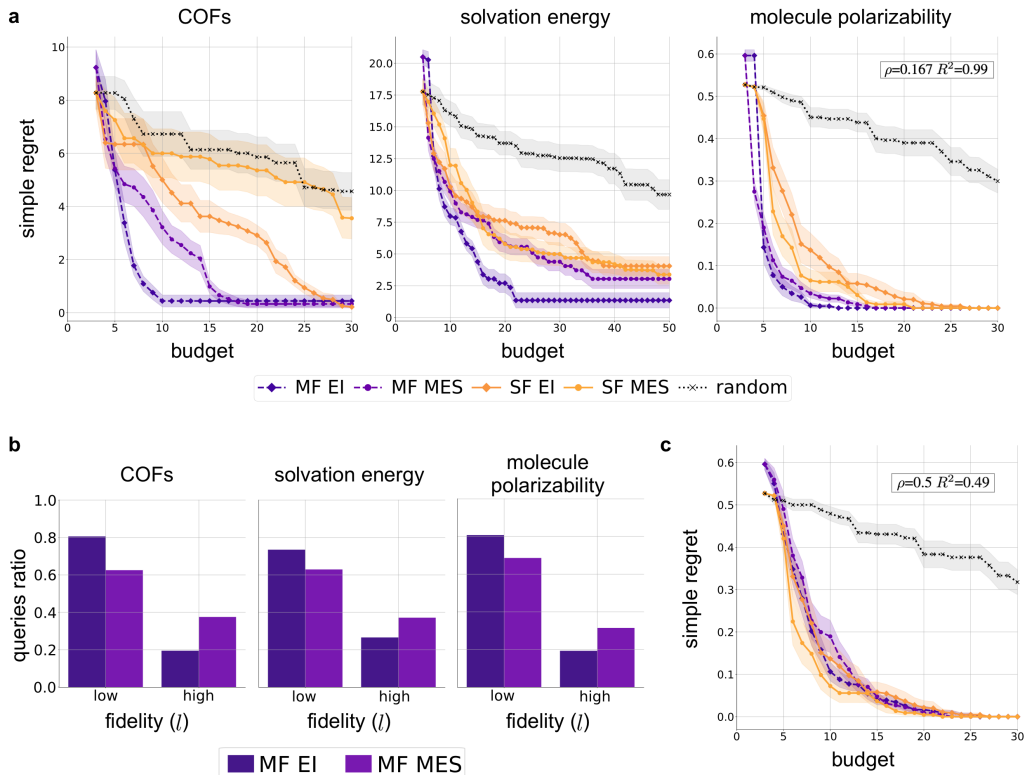 a
COFs
solvation energy
molecule polarizability
simple regret
10
8
6
4
2
0
0 5 10 15 20 25 30
budget
20.0
17.5
15.0
12.5
10.0
7.5
5.0
2.5
0
0 10 20 30 40 50
budget
ρ=0.167 R²=0.99
0.6
0.5
0.4
0.3
0.2
0.1
0.0
0 5 10 15 20 25 30
budget
MF EI MF MES SF EI SF MES random
b
COFs
solvation energy
molecule
polarizability
queries ratio
1.0
0.8
0.6
0.4
0.2
0.0
low high
fidelity (l)
low high
fidelity (l)
low high
fidelity (l)
MF EI MF MES
c
ρ=0.5 R²=0.49
simple regret
0.6
0.5
0.4
0.3
0.2
0.1
0.0
0 5 10 15 20 25 30
budget